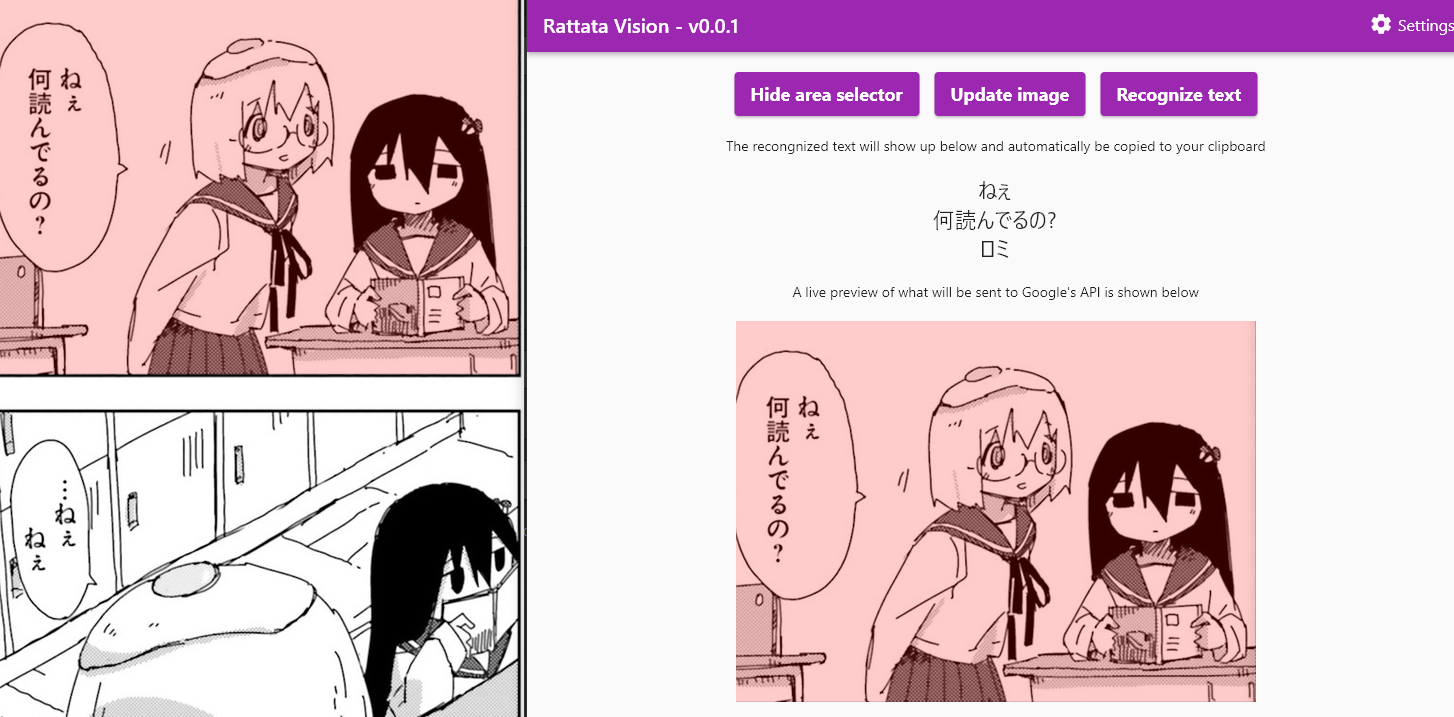 ねぇ
何読んでるの?
…ねぇ
ねぇ
Rattata Vision - v0.0.1
Settings
Hide area selector
Update image
Recognize text
The recongnized text will show up below and automatically be copied to your clipboard
ねぇ
何読んでるの?
ロミ
A live preview of what will be sent to Google's API is shown below
ねぇ
何読んでるの?